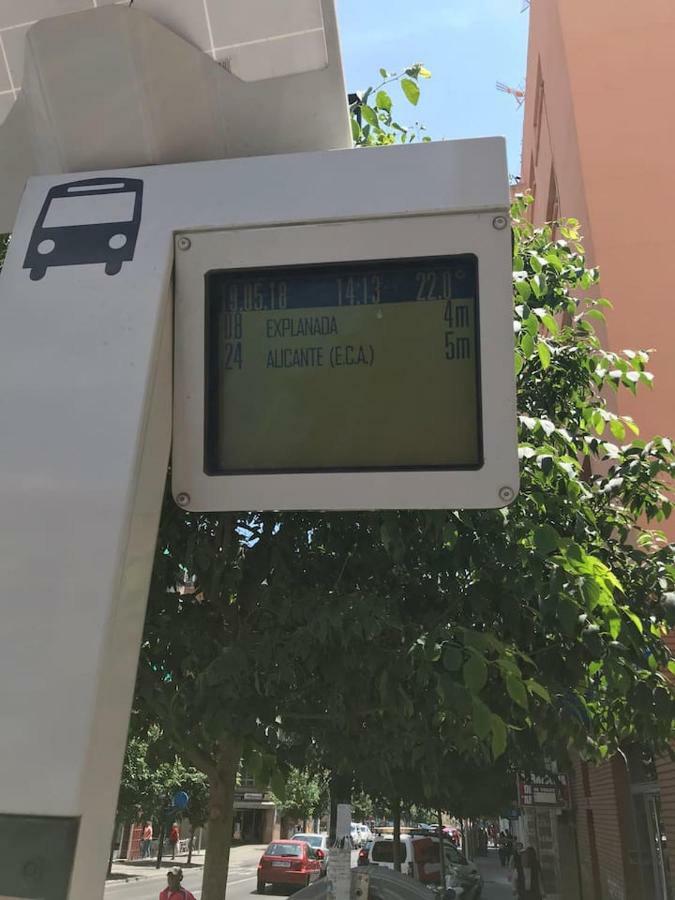 19.05.18 14:13 22.0°
08 EXPLANADA 4m
24 ALICANTE (E.C.A.) 5m